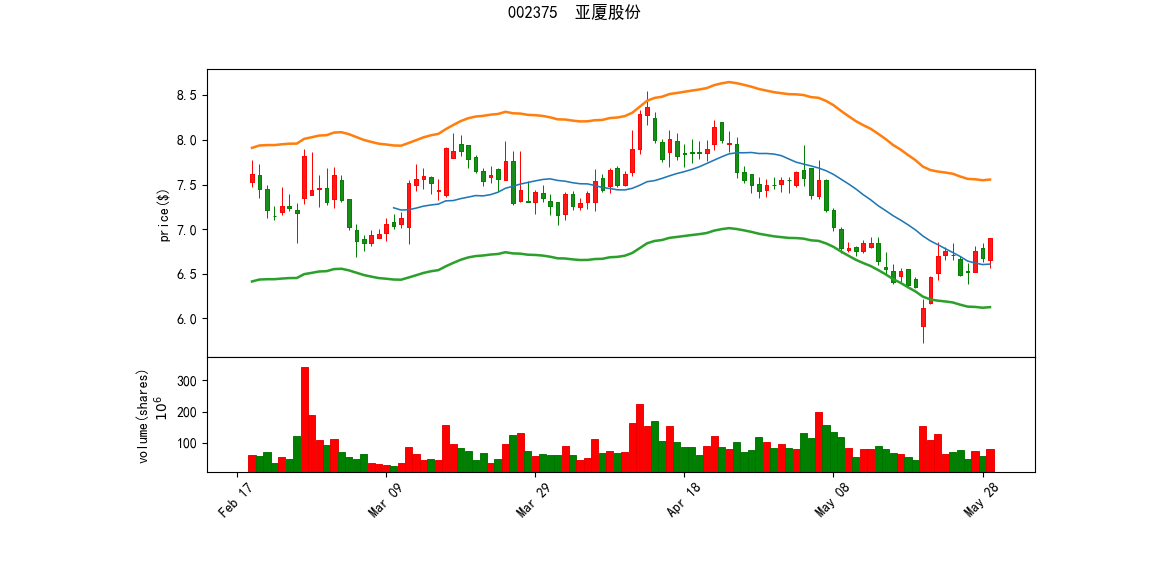 002375 亚厦股份
price($)
8.5
8.0
7.5
7.0
6.5
6.0
volume(shares)
10^6
300
200
100
Feb 17
Mar 09
Mar 29
Apr 18
May 08
May 28